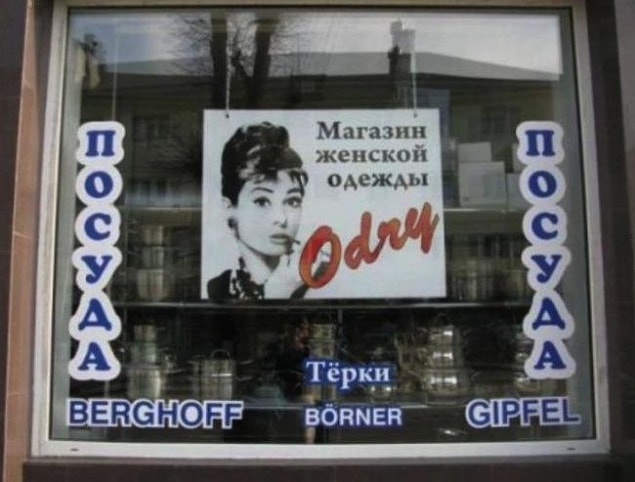 ПОСУДА
Магазин
женской
одежды
Odry
ПОСУДА
Тёрки
BERGHOFF
BÖRNER
GIPFEL